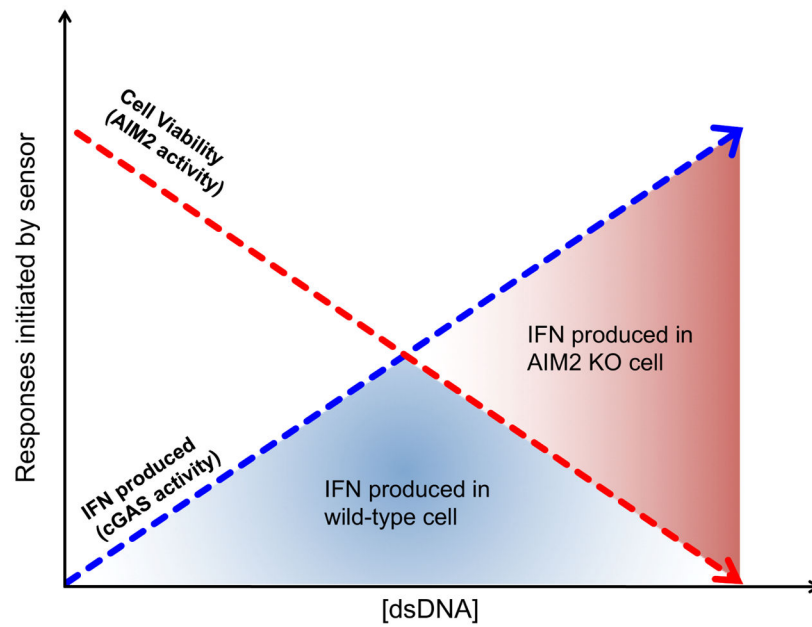 Responses initiated by sensor
Cell Viability
(AIM2 activity)
IFN produced in
AIM2 KO cell
IFN produced
(cGAS activity)
IFN produced in
wild-type cell
[dsDNA]